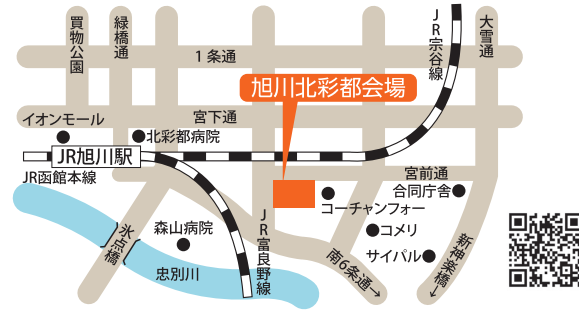 買物公園
緑橋通
JR宗谷線
大雪通
1条通
旭川北彩都会場
イオンモール
宮下通
北彩都病院
JR旭川駅
JR函館本線
宮前通
合同庁舎
コーチャンフォー
氷点橋
森山病院
忠別川
JR富良野線
コメリ
サイパル
南6条通→
新神楽橋→